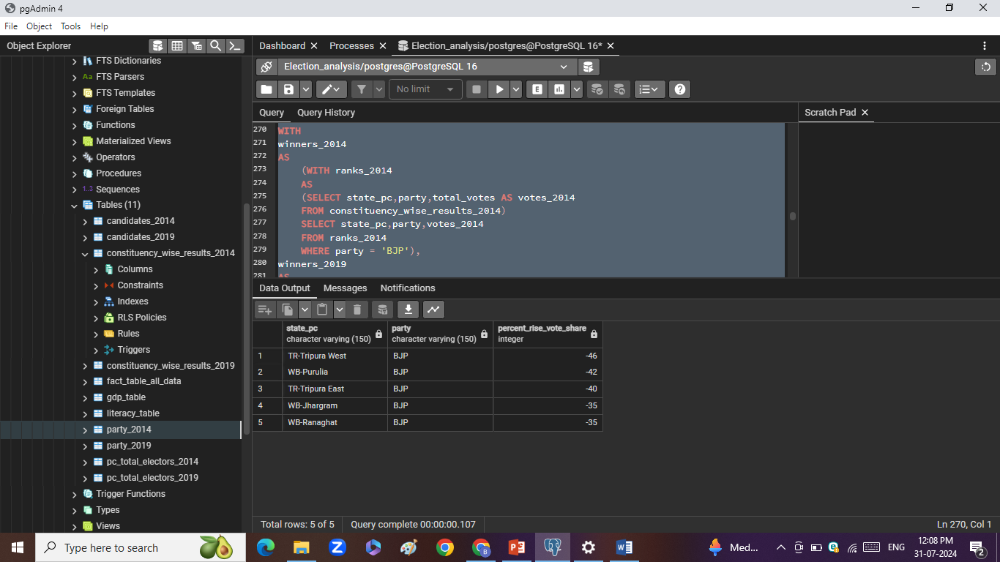 pgAdmin 4
File Object Tools Help
Object Explorer
FTS Dictionaries
Aa FTS Parsers
FTS Templates
Foreign Tables
Functions
Materialized Views
Operators
Procedures
1.3 Sequences
Tables (11)
candidates_2014
candidates_2019
constituency_wise_results_2014
Columns
Constraints
Indexes
RLS Policies
Rules
Triggers
constituency_wise_results_2019
fact_table_all_data
gdp_table
literacy_table
party_2014
party_2019
pc_total_electors_2014
pc_total_electors_2019
Trigger Functions
Types
Views
Dashboard Processes Election_analysis/postgres@PostgreSQL 16*
Election_analysis/postgres@PostgreSQL 16
No limit E
Query Query History Scratch Pad
270 WITH
271 winners_2014
272 AS
273 (WITH ranks_2014
274 AS
275 (SELECT state_pc,party,total_votes AS votes_2014
276 FROM constituency_wise_results_2014)
277 SELECT state_pc,party,votes_2014
278 FROM ranks_2014
279 WHERE party = 'BJP'),
280 winners_2019
281 AS
Data Output Messages Notifications
state_pc party percent_rise_vote_share
character varying (150) character varying (150) integer
1 TR-Tripura West BJP -46
2 WB-Purulia BJP -42
3 TR-Tripura East BJP -40
4 WB-Jhargram BJP -35
5 WB-Ranaghat BJP -35
Total rows: 5 of 5 Query complete 00:00:00.107 Ln 270, Col 1
Type here to search Med... ENG 12:08 PM
31-07-2024 2